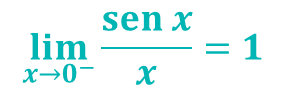 lim x→0⁻ sen x / x = 1